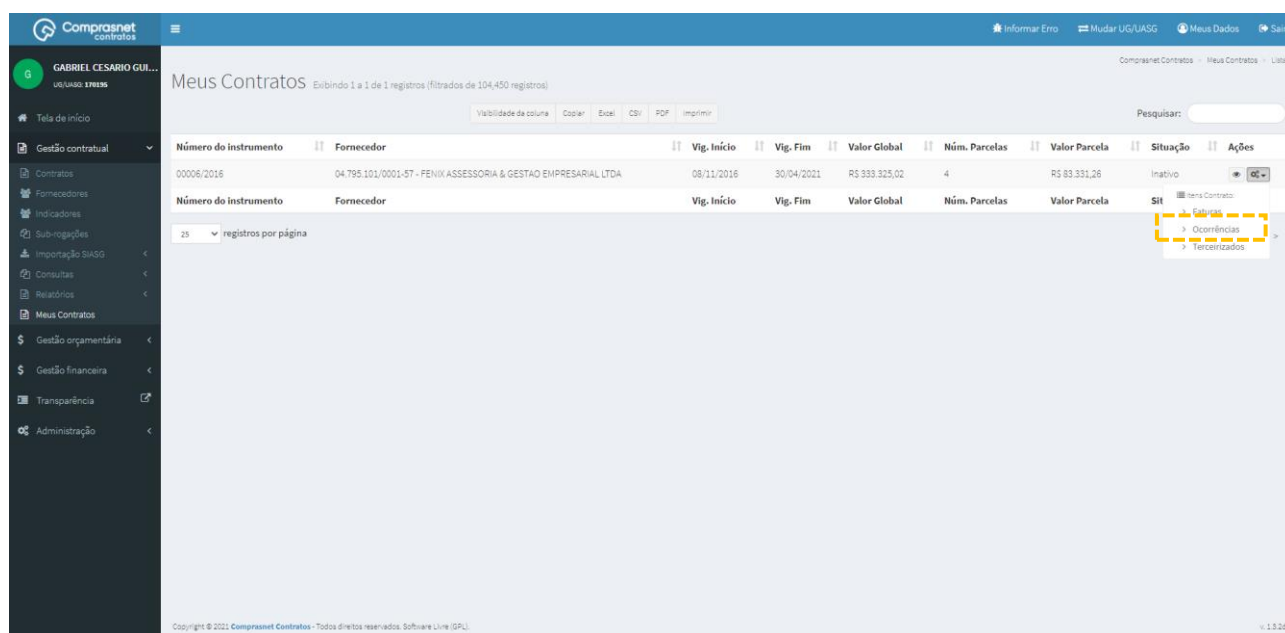 Comprasnet
contratos
Informar Erro Mudar UG/UASG Meus Dados Sai
G
GABRIEL CESARIO GUI...
UG/UASG: 170195
Comprasnet Contratos > Meus Contratos > Lista
Meus Contratos Exibindo 1 a 1 de 1 registros (filtrados de 104,450 registros)
Visibilidade da coluna Copiar Excel CSV PDF Imprimir
Pesquisar:
Tela de início
Gestão contratual
Contratos
Fornecedores
Indicadores
Sub-rogações
Importação SIASG
Consultas
Relatórios
Meus Contratos
Gestão orçamentária
Gestão financeira
Transparência
Administração
Número do instrumento Fornecedor Vig. Início Vig. Fim Valor Global Núm. Parcelas Valor Parcela Situação Ações
00006/2016 04.795.101/0001-57 - FENIX ASSESSORIA & GESTAO EMPRESARIAL LTDA 08/11/2016 30/04/2021 R$ 333.325,02 4 R$ 83.331,26 Inativo
Número do instrumento Fornecedor Vig. Início Vig. Fim Valor Global Núm. Parcelas Valor Parcela Sit
Itens Contrato:
> Faturas
> Ocorrências
> Terceirizados
25 registros por página
>
Copyright © 2021 Comprasnet Contratos - Todos direitos reservados. Software Livre (GPL).